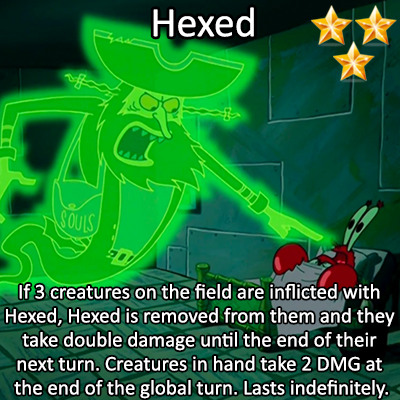 Hexed
SOULS
If 3 creatures on the field are inflicted with
Hexed, Hexed is removed from them and they
take double damage until the end of their
next turn. Creatures in hand take 2 DMG at
the end of the global turn. Lasts indefinitely.